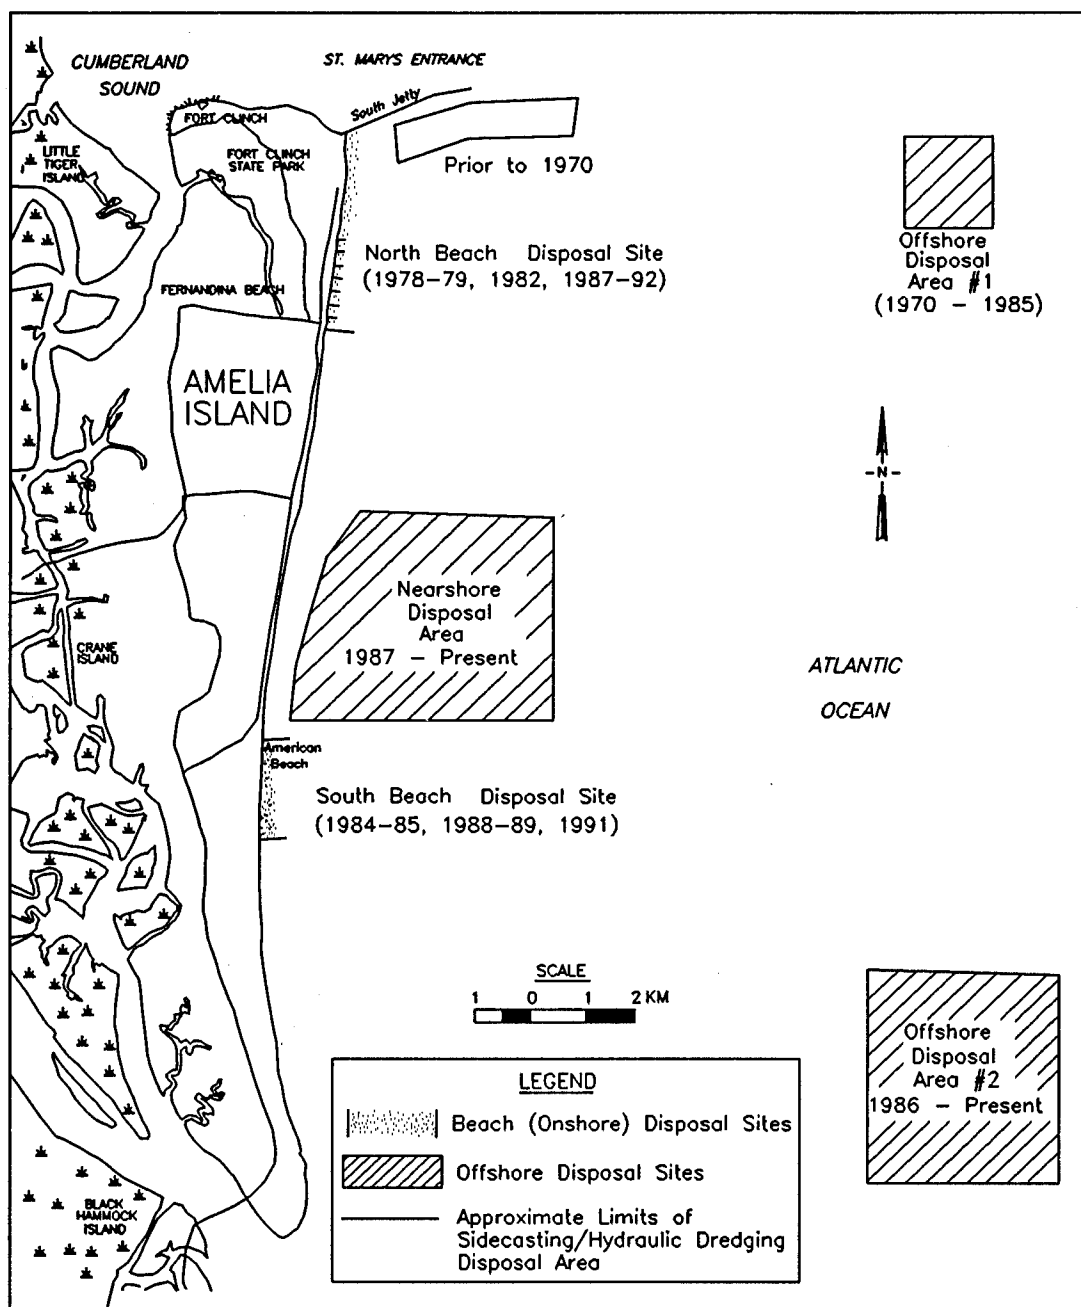 CUMBERLAND
SOUND
ST. MARYS ENTRANCE
South Jetty
FORT CLINCH
FORT CLINCH
STATE PARK
LITTLE
TIGER
ISLAND
Prior to 1970
Offshore
Disposal
Area #1
(1970 – 1985)
North Beach Disposal Site
(1978–79, 1982, 1987–92)
FERNANDINA BEACH
AMELIA
ISLAND
-N-
Nearshore
Disposal
Area
1987 – Present
CRANE
ISLAND
ATLANTIC
OCEAN
American
Beach
South Beach Disposal Site
(1984–85, 1988–89, 1991)
SCALE
1 0 1 2 KM
Offshore
Disposal
Area #2
1986 – Present
LEGEND
Beach (Onshore) Disposal Sites
Offshore Disposal Sites
Approximate Limits of
Sidecasting/Hydraulic Dredging
Disposal Area
BLACK
HAMMOCK
ISLAND